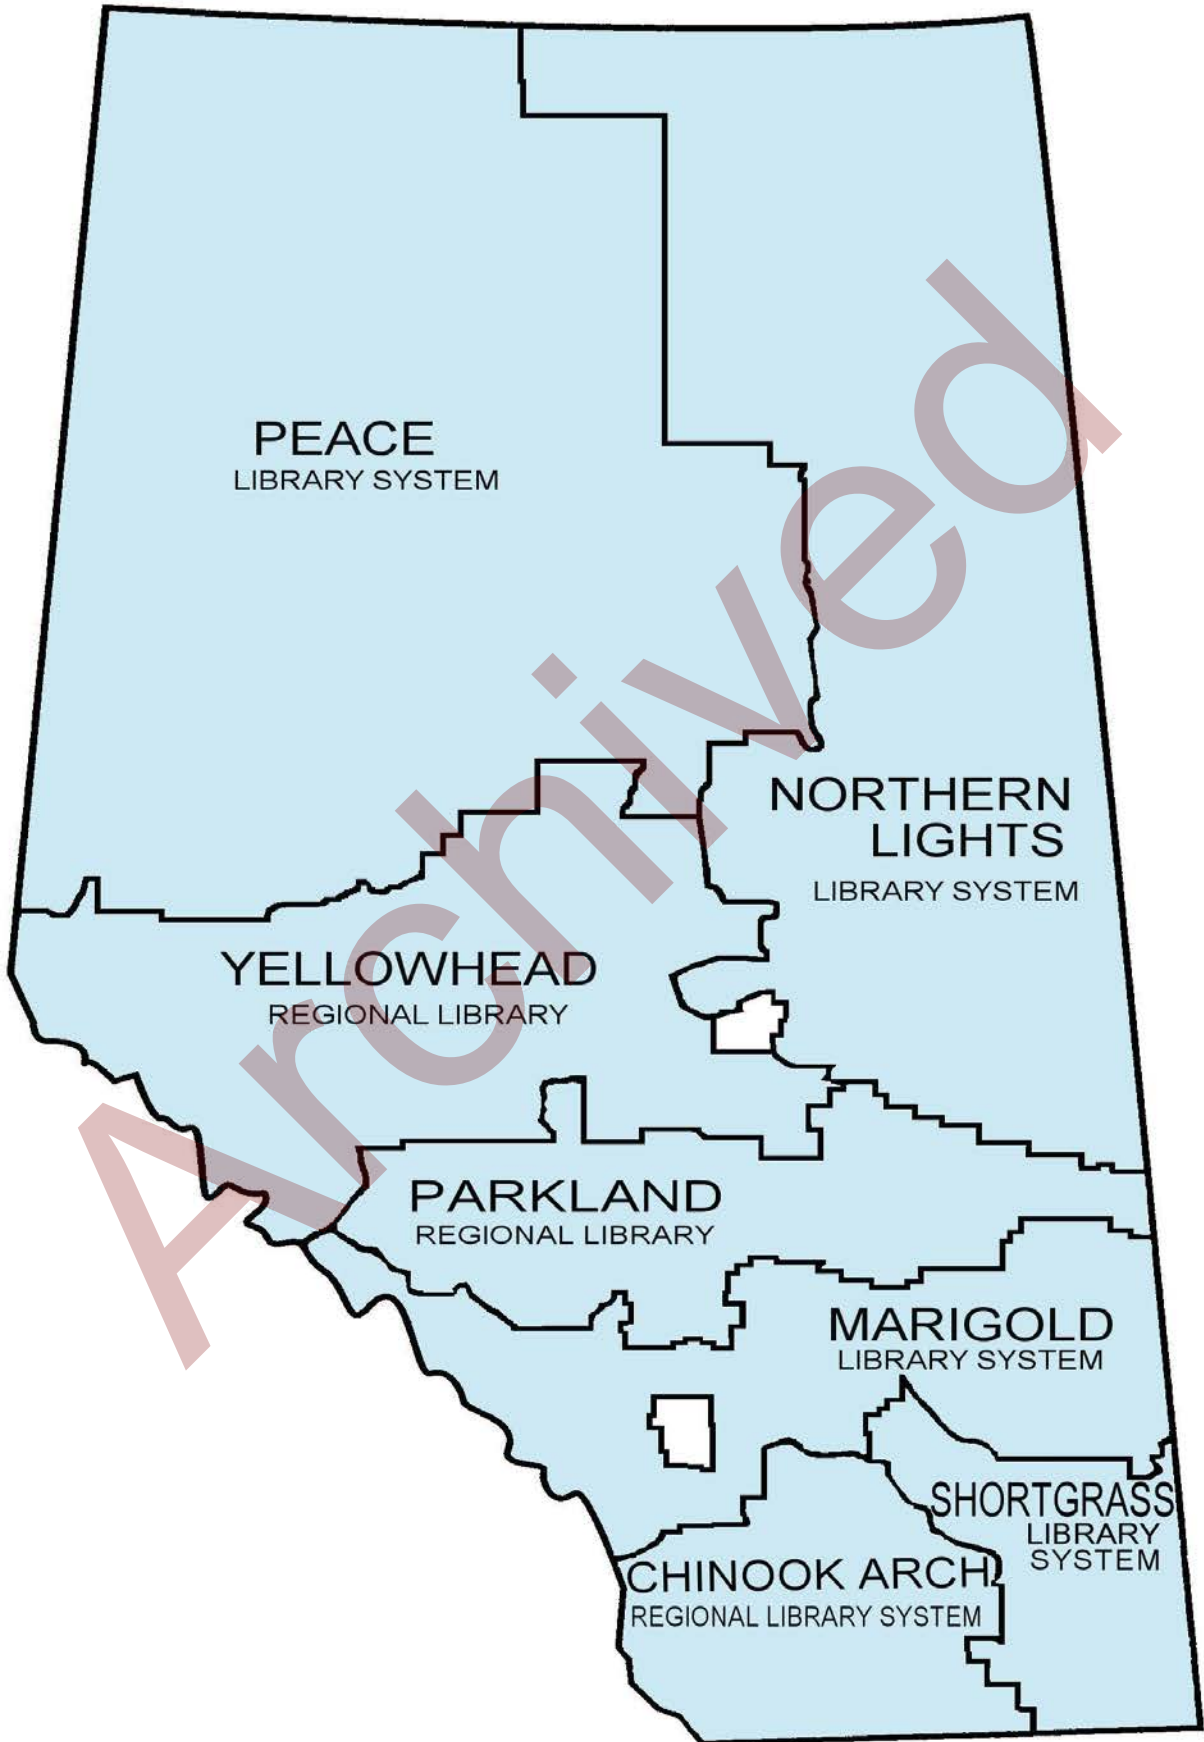 PEACE
LIBRARY SYSTEM
NORTHERN
LIGHTS
LIBRARY SYSTEM
YELLOWHEAD
REGIONAL LIBRARY
PARKLAND
REGIONAL LIBRARY
MARIGOLD
LIBRARY SYSTEM
SHORTGRASS
LIBRARY
SYSTEM
CHINOOK ARCH
REGIONAL LIBRARY SYSTEM
Archived